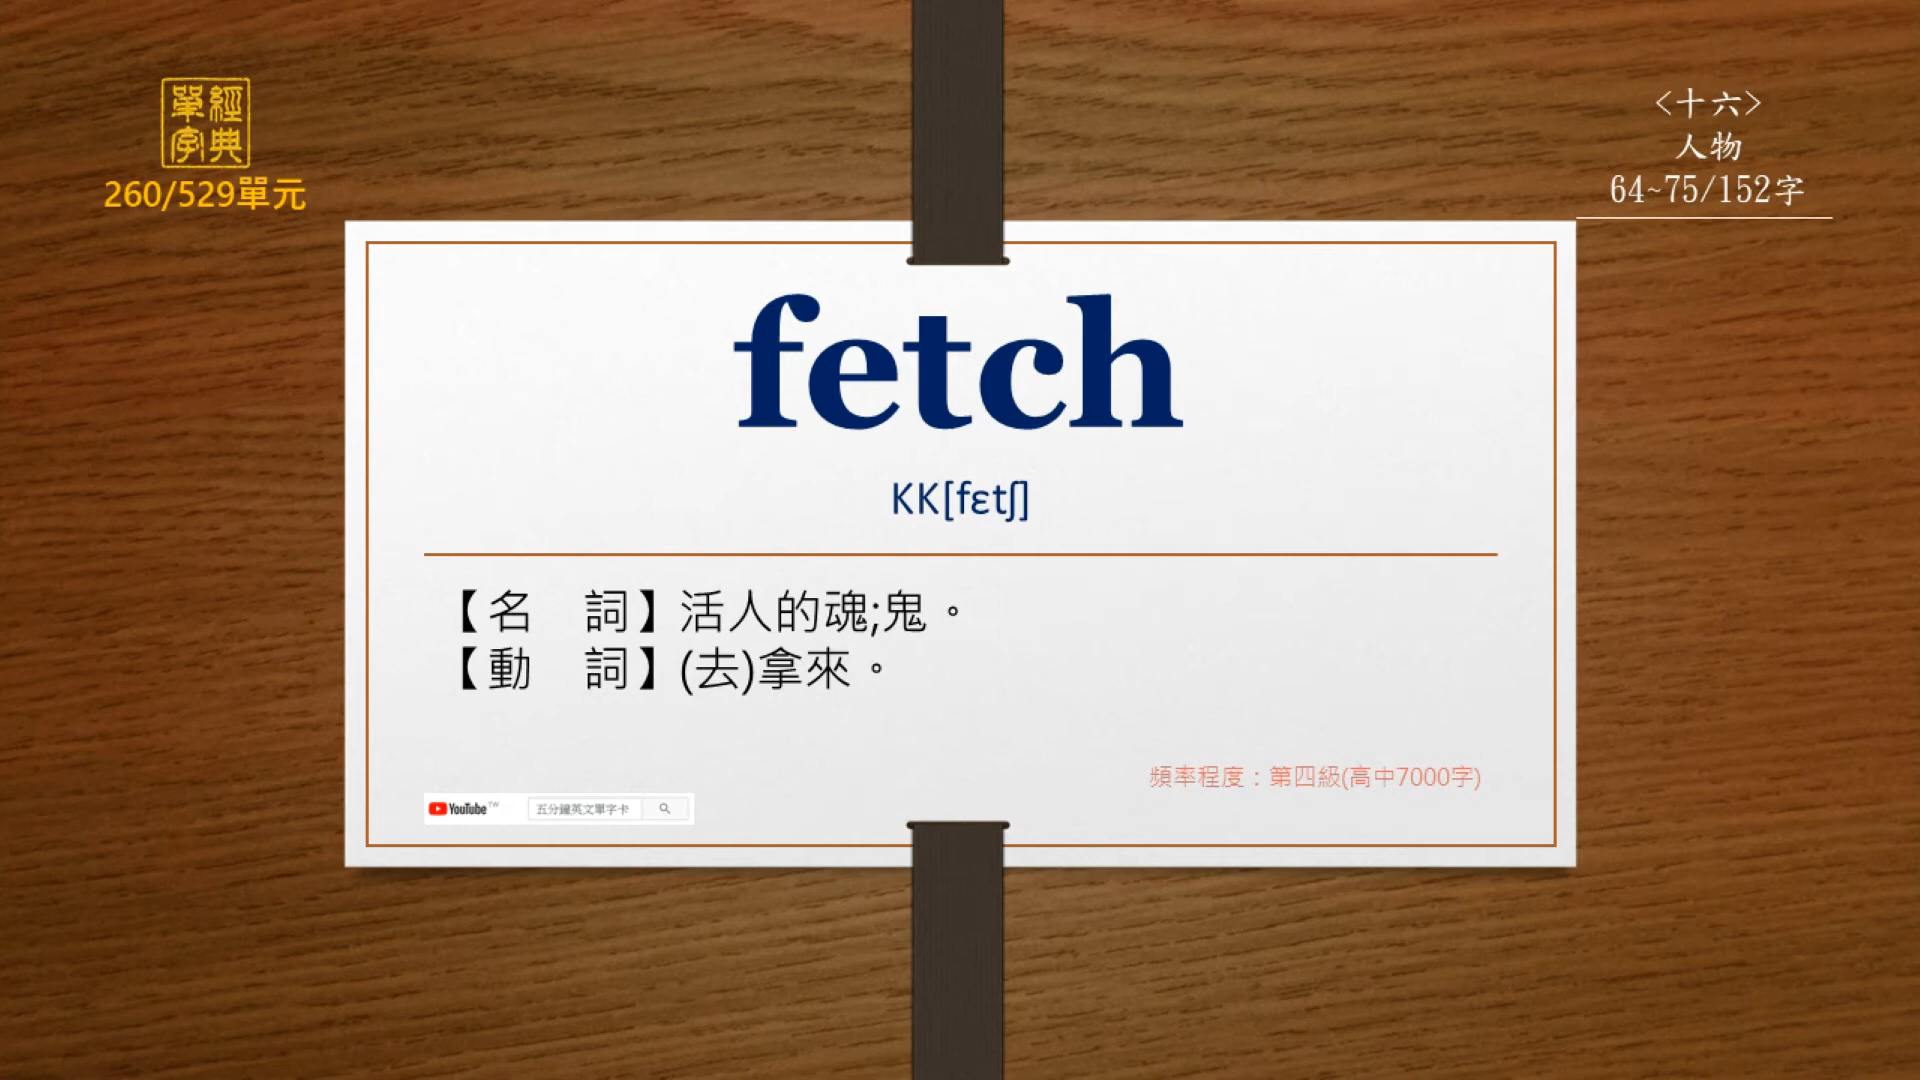 經典
單字
260/529單元
<十六>
人物
64~75/152字
fetch
KK[fɛtʃ]
【名　詞】活人的魂;鬼。
【動　詞】(去)拿來。
頻率程度：第四級(高中7000字)
YouTube TW
五分鐘英文單字卡